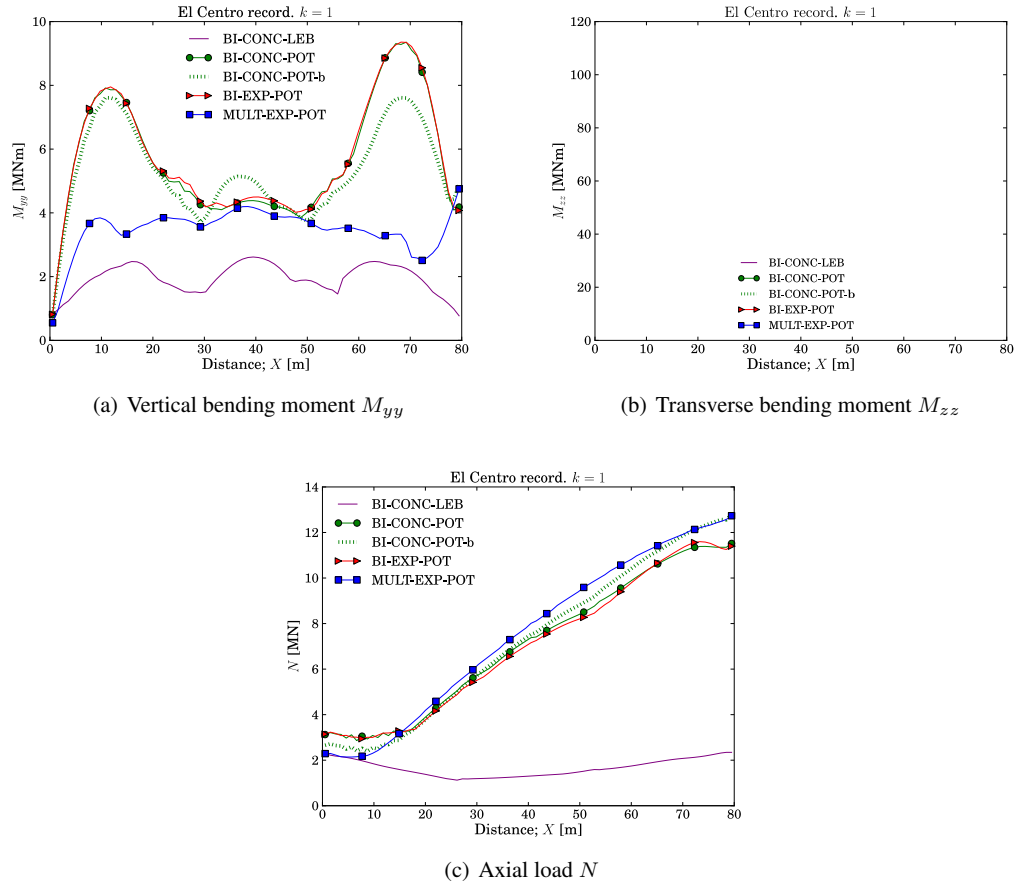 El Centro record. k = 1
BI-CONC-LEB
BI-CONC-POT
BI-CONC-POT-b
BI-EXP-POT
MULT-EXP-POT
10
8
6
4
2
0
M_yy [MNm]
0 10 20 30 40 50 60 70 80
Distance; X [m]
(a) Vertical bending moment M_yy
El Centro record. k = 1
120
100
80
60
40
20
0
M_zz [MNm]
BI-CONC-LEB
BI-CONC-POT
BI-CONC-POT-b
BI-EXP-POT
MULT-EXP-POT
0 10 20 30 40 50 60 70 80
Distance; X [m]
(b) Transverse bending moment M_zz
El Centro record. k = 1
14
12
10
8
6
4
2
0
N [MN]
BI-CONC-LEB
BI-CONC-POT
BI-CONC-POT-b
BI-EXP-POT
MULT-EXP-POT
0 10 20 30 40 50 60 70 80
Distance; X [m]
(c) Axial load N